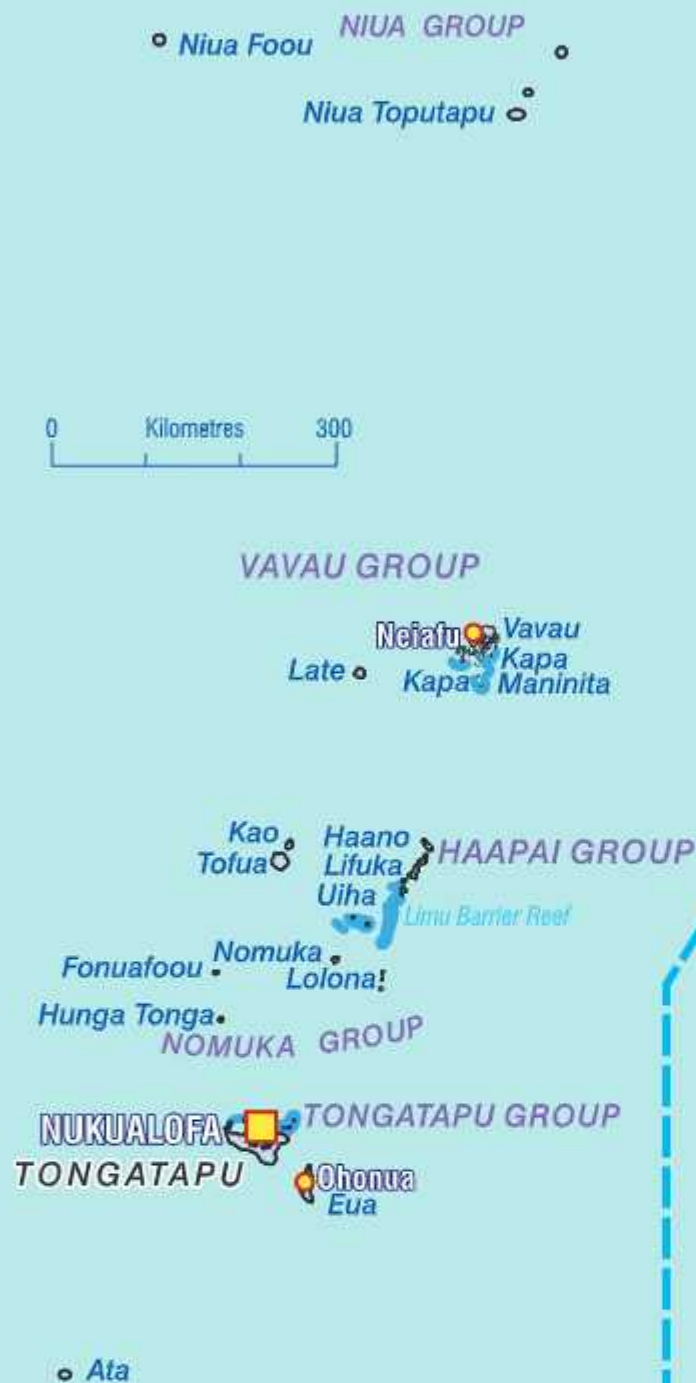 NIUA GROUP
Niua Foou
Niua Toputapu
0 Kilometres 300
VAVAU GROUP
Neiafu
Vavau
Kapa
Late
Kapa
Maninita
Kao
Tofua
Haano
Lifuka
Uiha
HAAPAI GROUP
Limu Barrier Reef
Nomuka
Fonuafoou
Lolona
Hunga Tonga
NOMUKA GROUP
NUKUALOFA
TONGATAPU GROUP
TONGATAPU
Ohonua
Eua
Ata